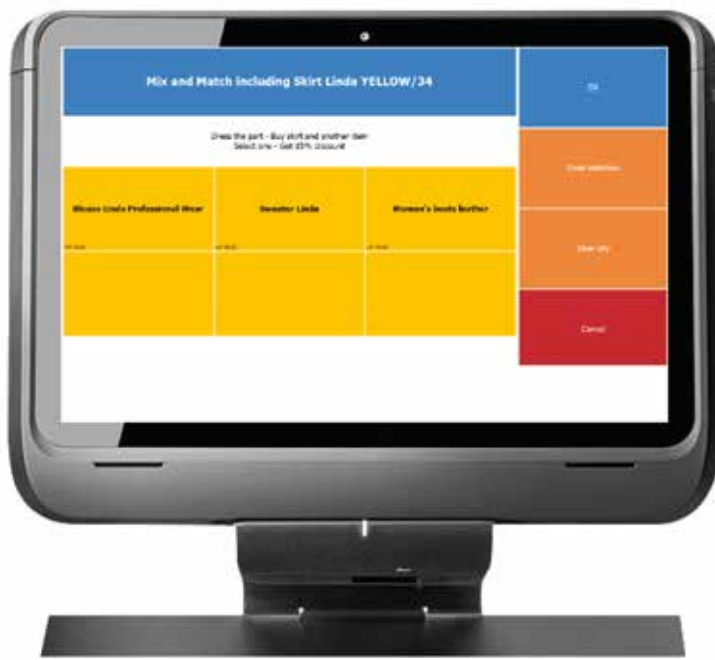 Mix and Match including Skirt Linda YELLOW/34
Ok
Dress the part - Buy skirt and another item
Select one - Get 25% discount
Clear selection
Blouse Linda Professional Wear
Sweater Linda
Women's boots
Clear qty
Cancel